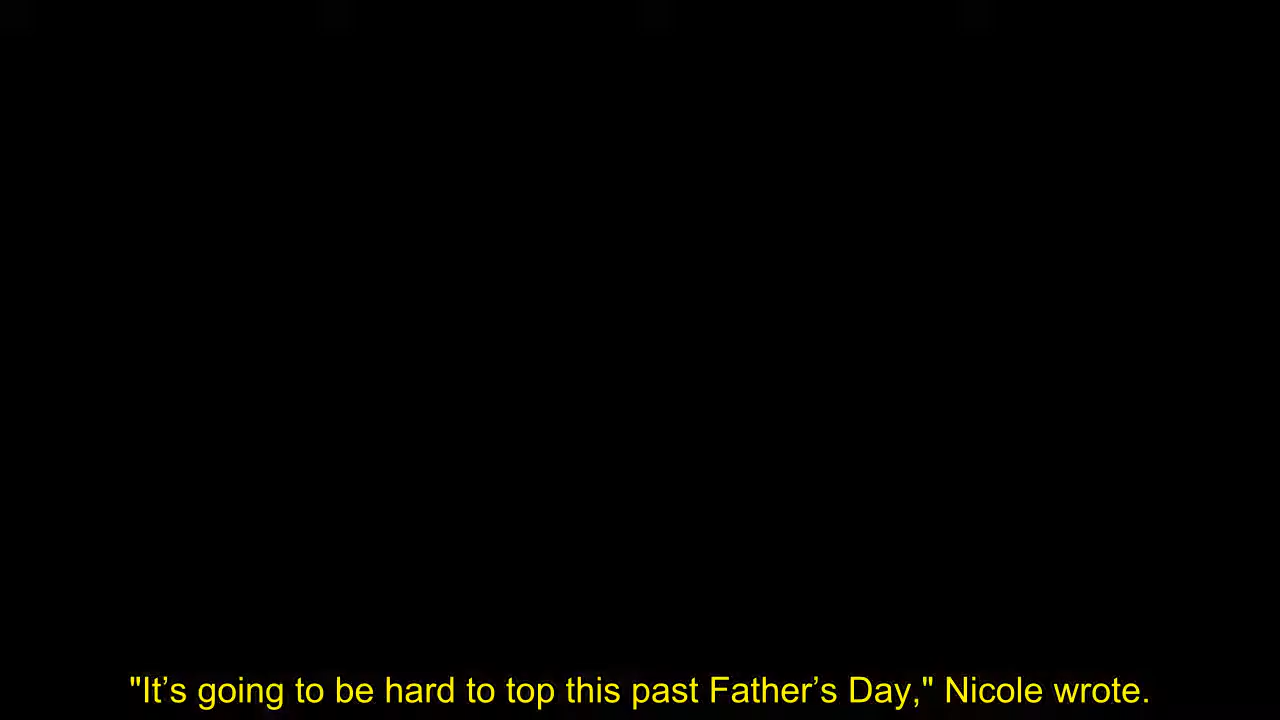 "It’s going to be hard to top this past Father’s Day," Nicole wrote.